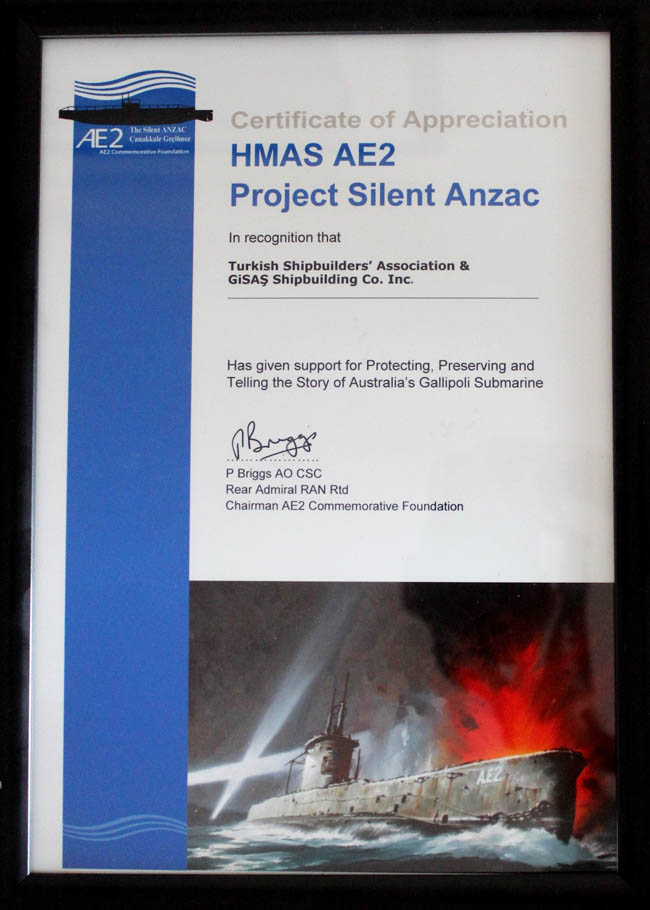 AE2
The Silent ANZAC
Çanakkale Geçilmez
AE2 Commemorative Foundation
Certificate of Appreciation
HMAS AE2
Project Silent Anzac
In recognition that
Turkish Shipbuilders' Association &
GiSAŞ Shipbuilding Co. Inc.
Has given support for Protecting, Preserving and
Telling the Story of Australia's Gallipoli Submarine
PBriggs
P Briggs AO CSC
Rear Admiral RAN Rtd
Chairman AE2 Commemorative Foundation
AE2